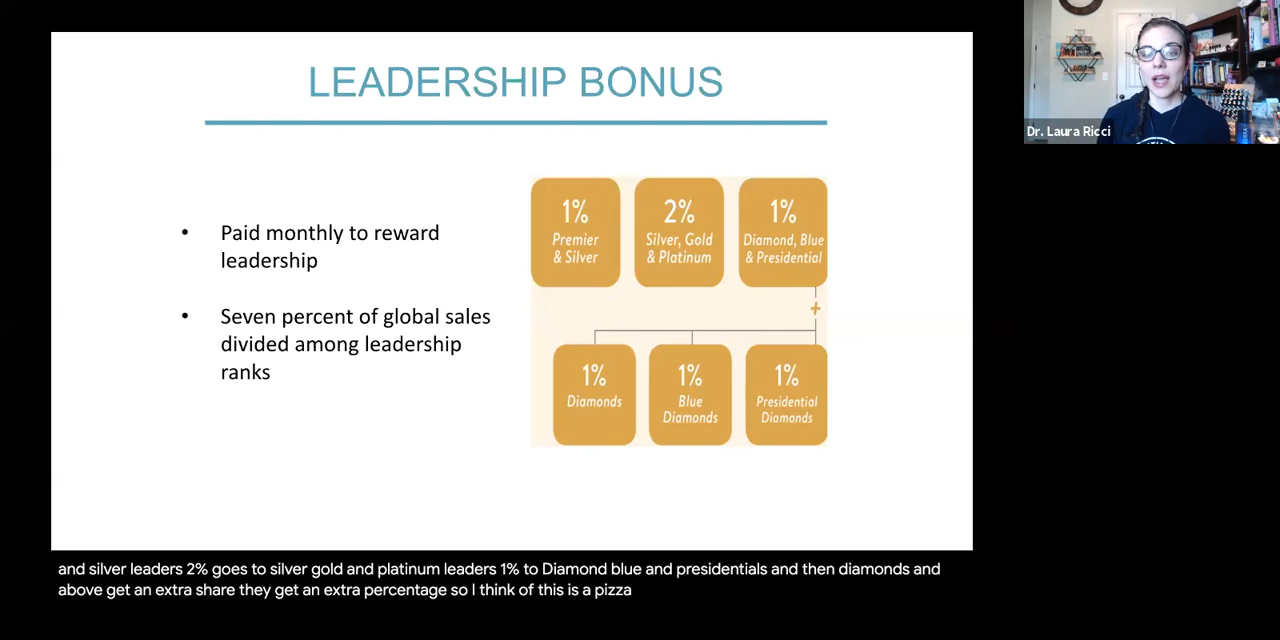 LEADERSHIP BONUS
• Paid monthly to reward
leadership
• Seven percent of global sales
divided among leadership
ranks
1%
Premier
& Silver
2%
Silver, Gold
& Platinum
1%
Diamond, Blue
& Presidential
+
1%
Diamonds
1%
Blue
Diamonds
1%
Presidential
Diamonds
Dr. Laura Ricci
and silver leaders 2% goes to silver gold and platinum leaders 1% to Diamond blue and presidentials and then diamonds and
above get an extra share they get an extra percentage so I think of this is a pizza